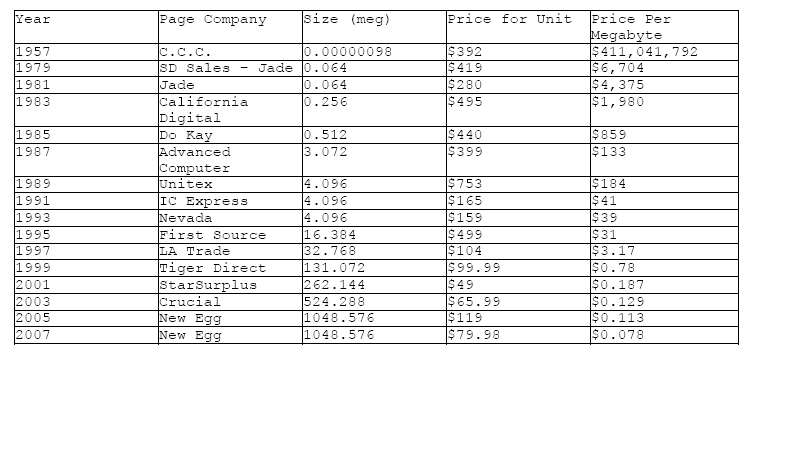 Year Page Company Size (meg) Price for Unit Price Per
Megabyte
1957 C.C.C. 0.00000098 $392 $411,041,792
1979 SD Sales - Jade 0.064 $419 $6,704
1981 Jade 0.064 $280 $4,375
1983 California 0.256 $495 $1,980
Digital
1985 Do Kay 0.512 $440 $859
1987 Advanced 3.072 $399 $133
Computer
1989 Unitex 4.096 $753 $184
1991 IC Express 4.096 $165 $41
1993 Nevada 4.096 $159 $39
1995 First Source 16.384 $499 $31
1997 LA Trade 32.768 $104 $3.17
1999 Tiger Direct 131.072 $99.99 $0.78
2001 StarSurplus 262.144 $49 $0.187
2003 Crucial 524.288 $65.99 $0.129
2005 New Egg 1048.576 $119 $0.113
2007 New Egg 1048.576 $79.98 $0.078